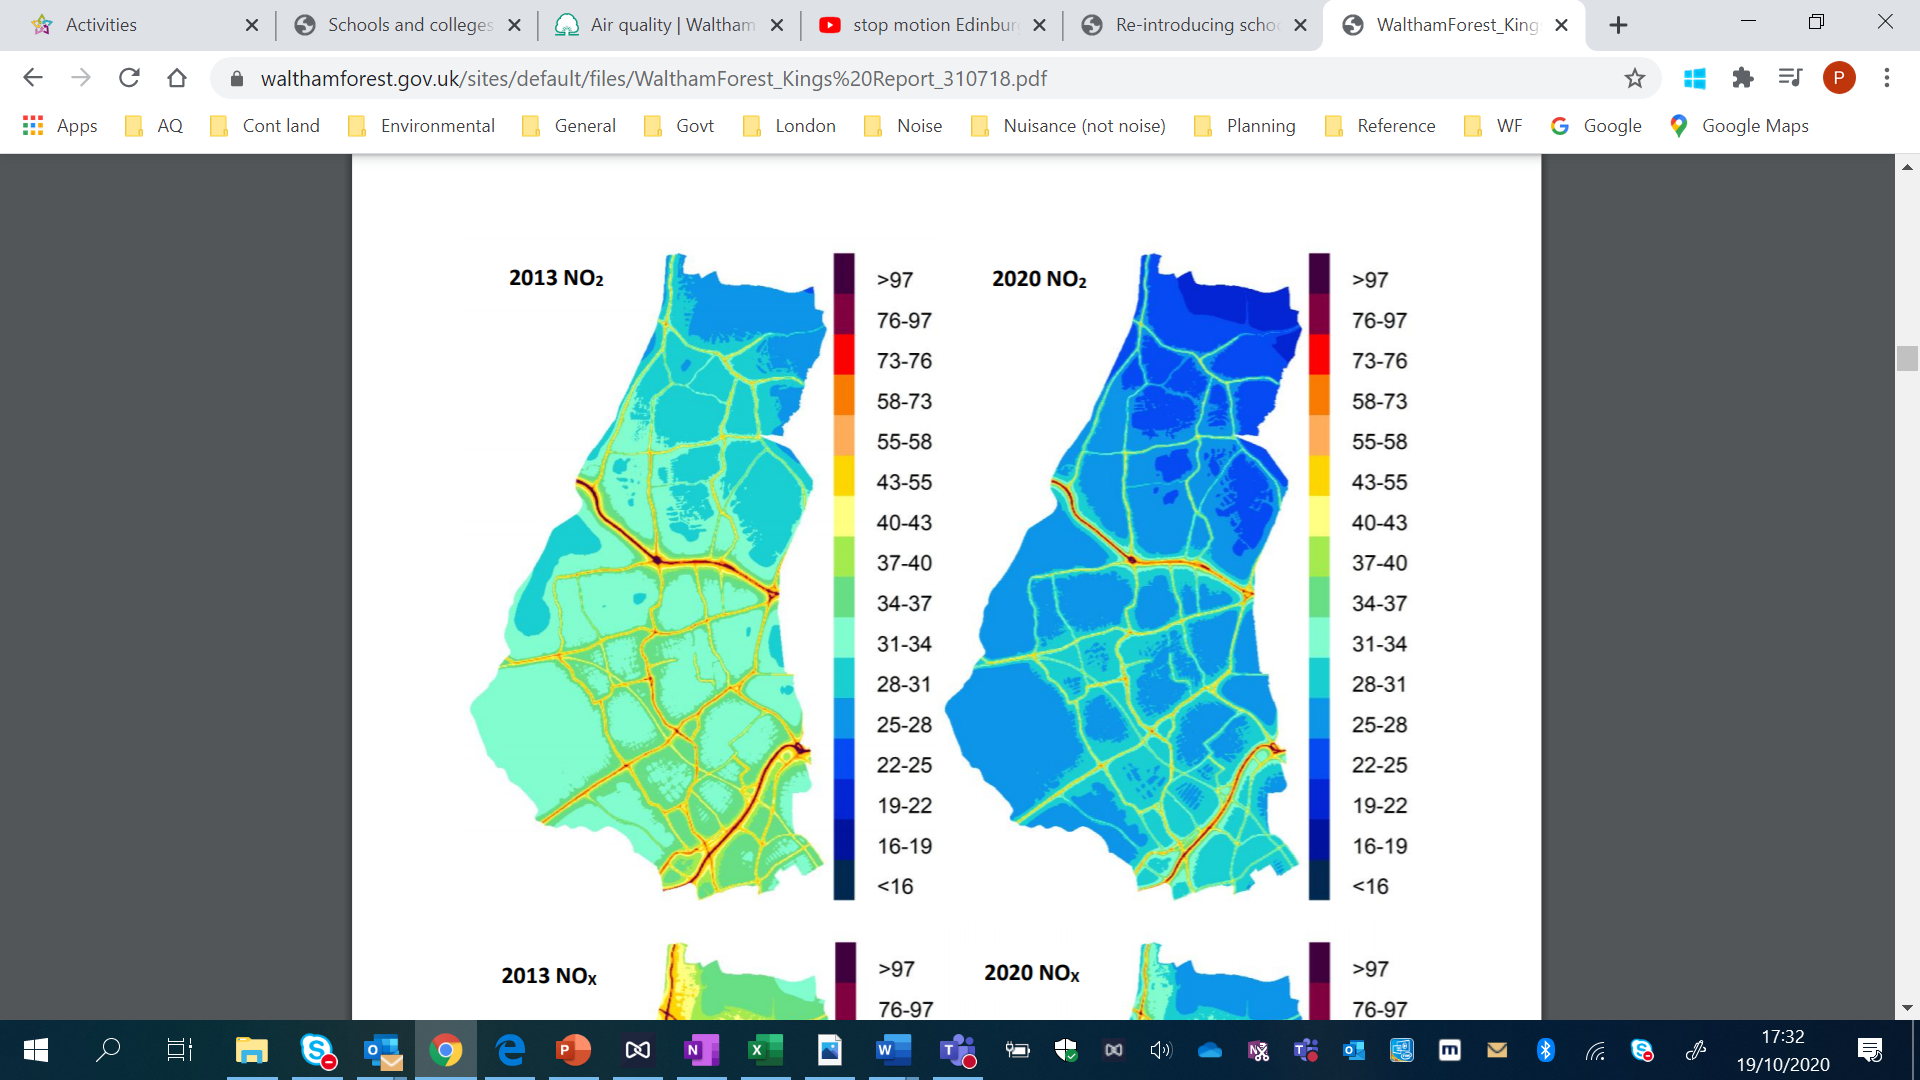 Activities
Schools and colleges
Air quality | Waltham
stop motion Edinbur
Re-introducing scho
WalthamForest_King
walthamforest.gov.uk/sites/default/files/WalthamForest_Kings%20Report_310718.pdf
P
Apps
AQ
Cont land
Environmental
General
Govt
London
Noise
Nuisance (not noise)
Planning
Reference
WF
Google
Google Maps
2013 NO₂
>97
76-97
73-76
58-73
55-58
43-55
40-43
37-40
34-37
31-34
28-31
25-28
22-25
19-22
16-19
<16
2020 NO₂
>97
76-97
73-76
58-73
55-58
43-55
40-43
37-40
34-37
31-34
28-31
25-28
22-25
19-22
16-19
<16
2013 NOₓ
>97
76-97
2020 NOₓ
>97
76-97
17:32
19/10/2020